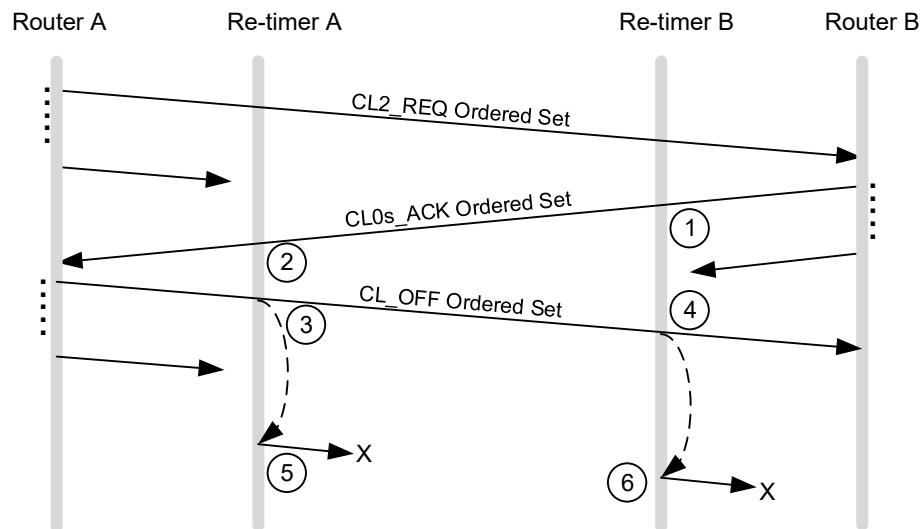 Router A
Re-timer A
Re-timer B
Router B
CL2_REQ Ordered Set
CL0s_ACK Ordered Set
1
2
CL_OFF Ordered Set
3
4
X
5
6
X